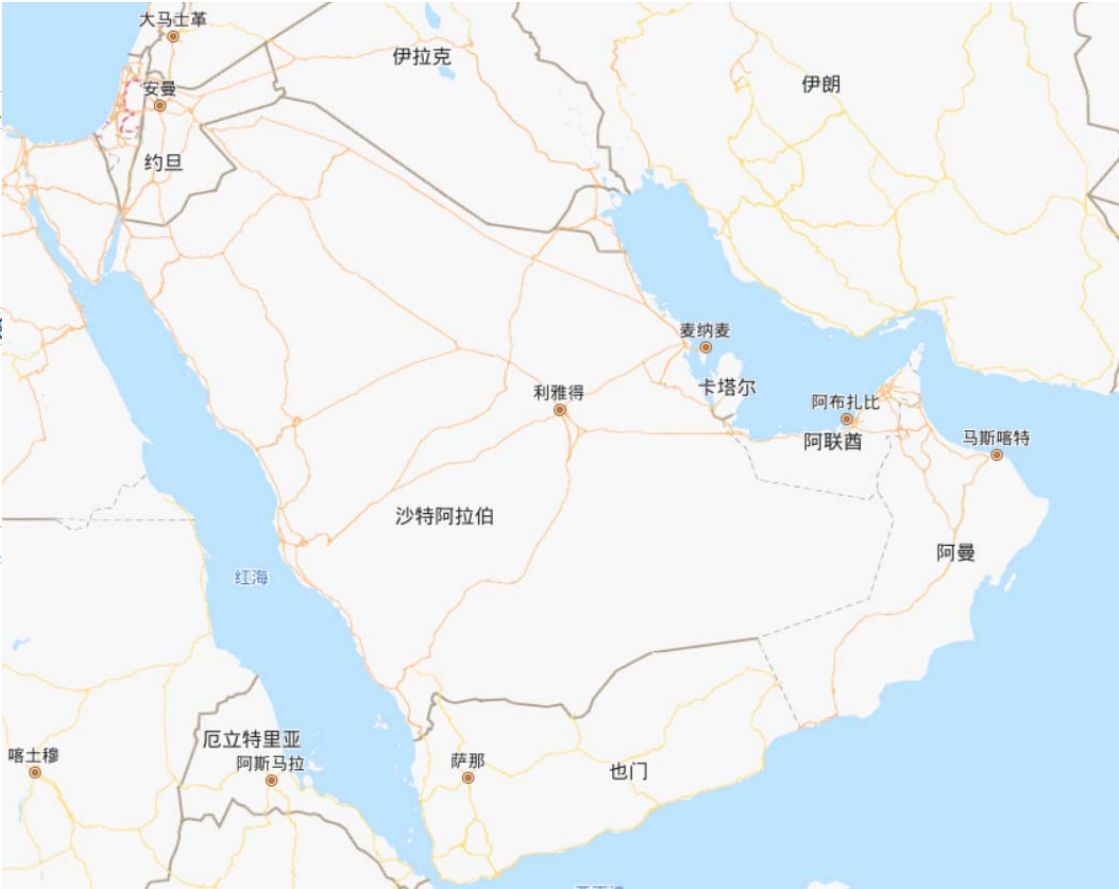 大马士革
伊拉克
伊朗
安曼
约旦
麦纳麦
卡塔尔
利雅得
阿布扎比
阿联酋
马斯喀特
沙特阿拉伯
阿曼
红海
厄立特里亚
喀土穆
阿斯马拉
萨那
也门